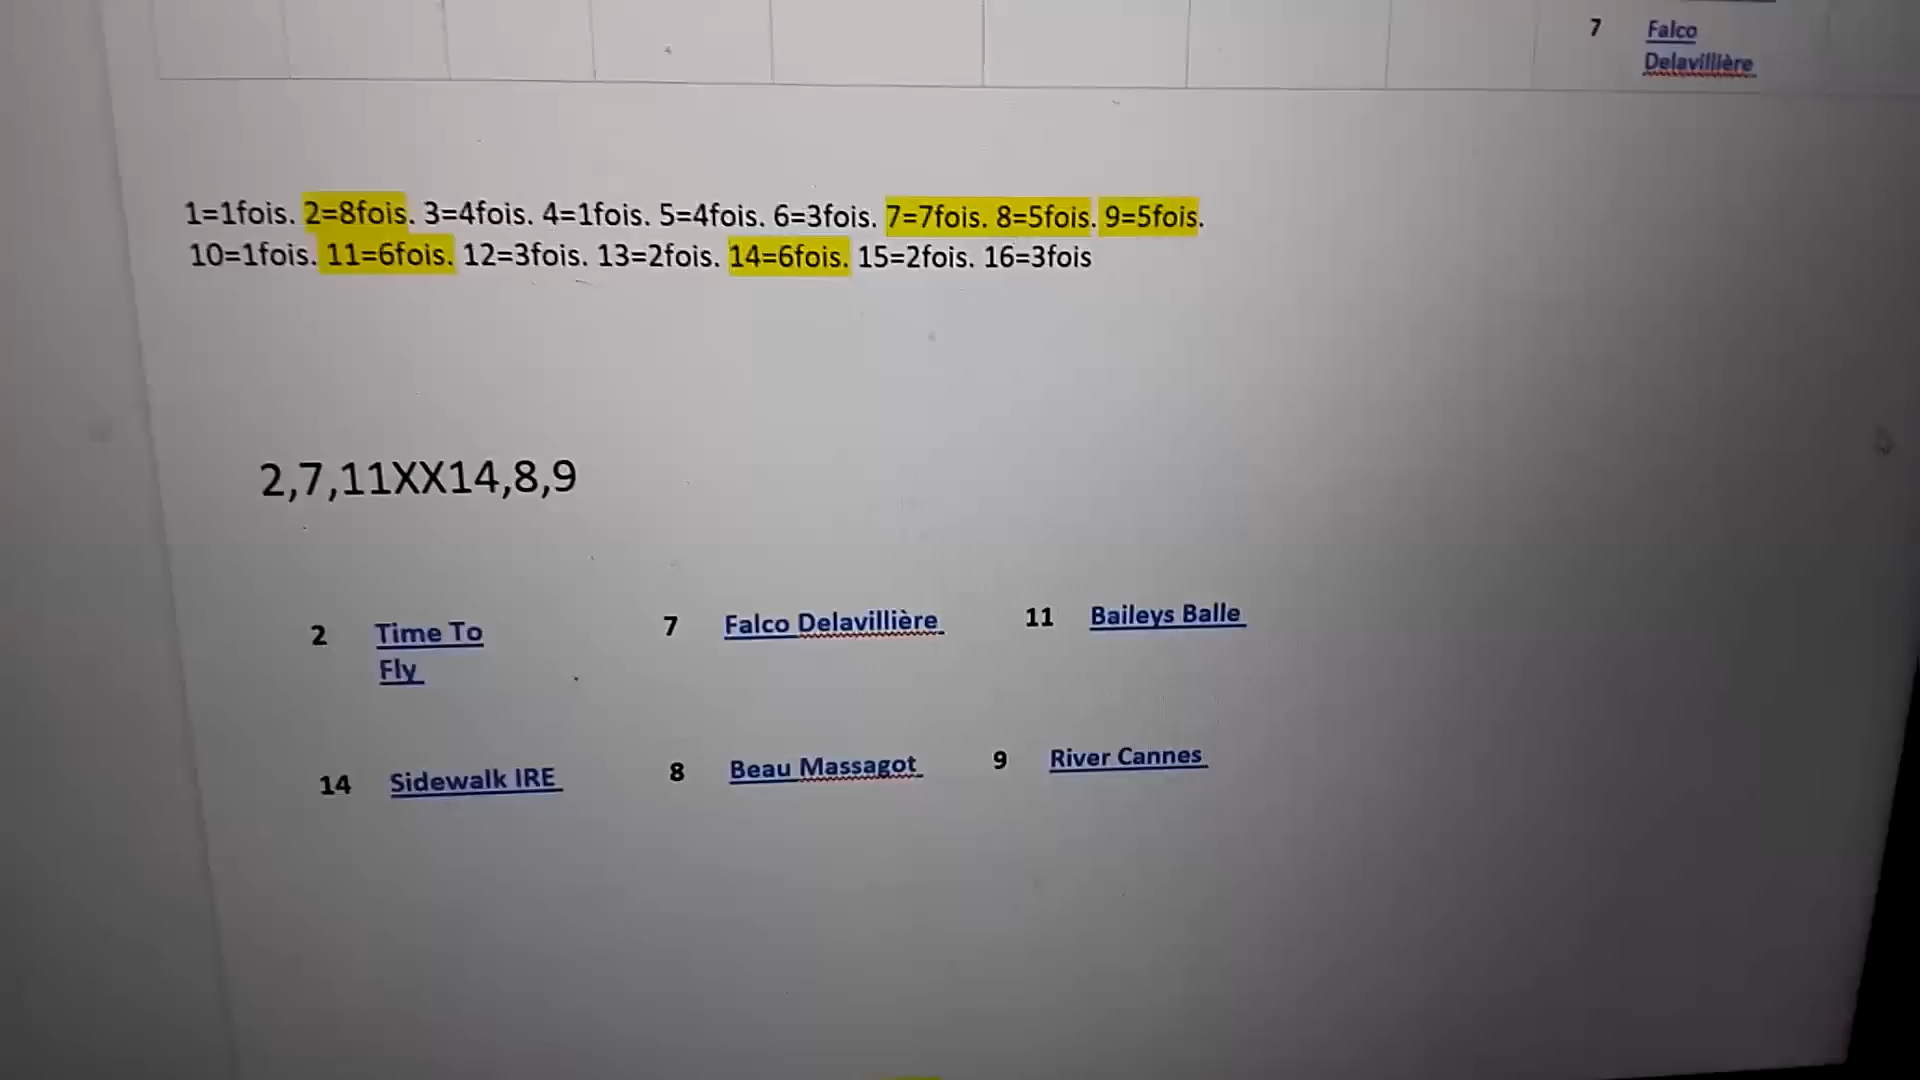 7 Falco
Delavillière
1=1fois. 2=8fois. 3=4fois. 4=1fois. 5=4fois. 6=3fois. 7=7fois. 8=5fois. 9=5fois.
10=1fois. 11=6fois. 12=3fois. 13=2fois. 14=6fois. 15=2fois. 16=3fois
2,7,11XX14,8,9
2 Time To Fly
7 Falco Delavillière
11 Baileys Balle
14 Sidewalk IRE
8 Beau Massagot
9 River Cannes